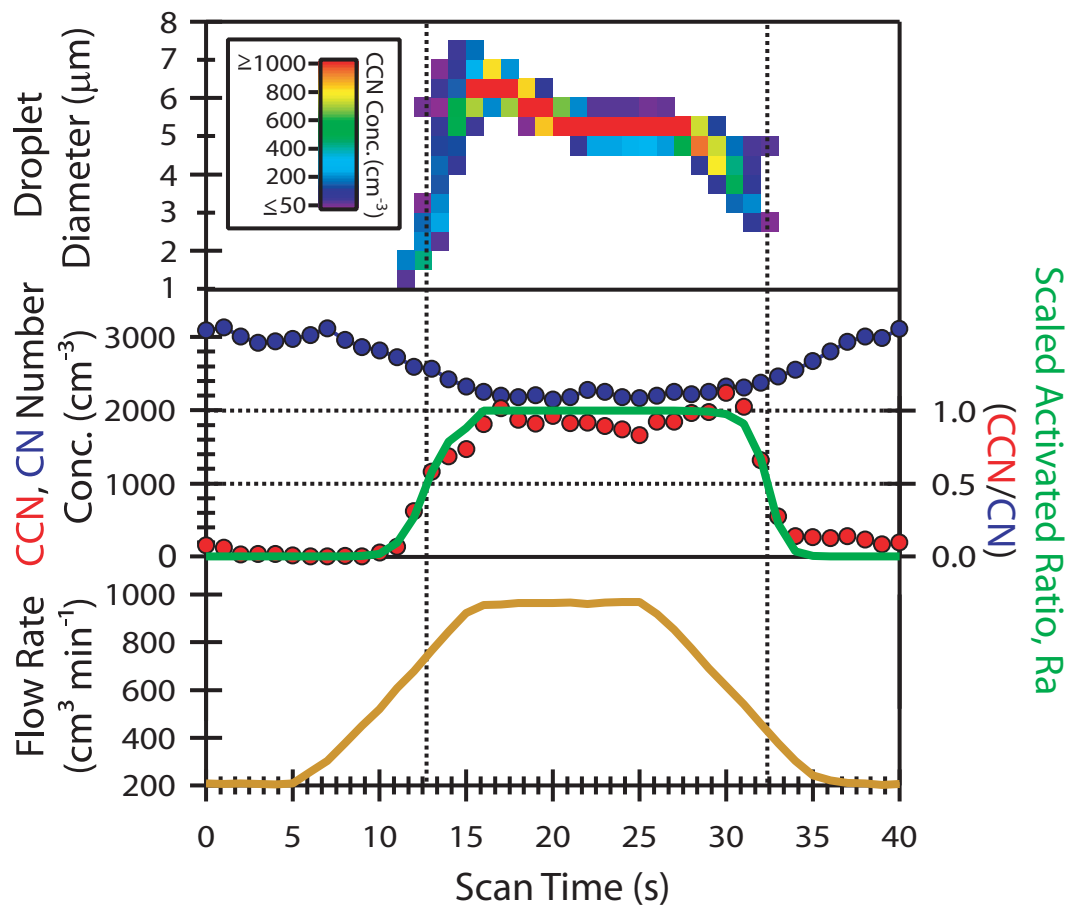 8
7
6
5
4
3
2
1
Droplet
Diameter (μm)
≥1000
800
600
400
200
≤50
CCN Conc. (cm⁻³)
CCN, CN Number
Conc. (cm⁻³)
3000
2000
1000
0
1.0
0.5
0.0
(CCN/CN)
Scaled Activated Ratio, Ra
Flow Rate
(cm³ min⁻¹)
1000
800
600
400
200
0 5 10 15 20 25 30 35 40
Scan Time (s)